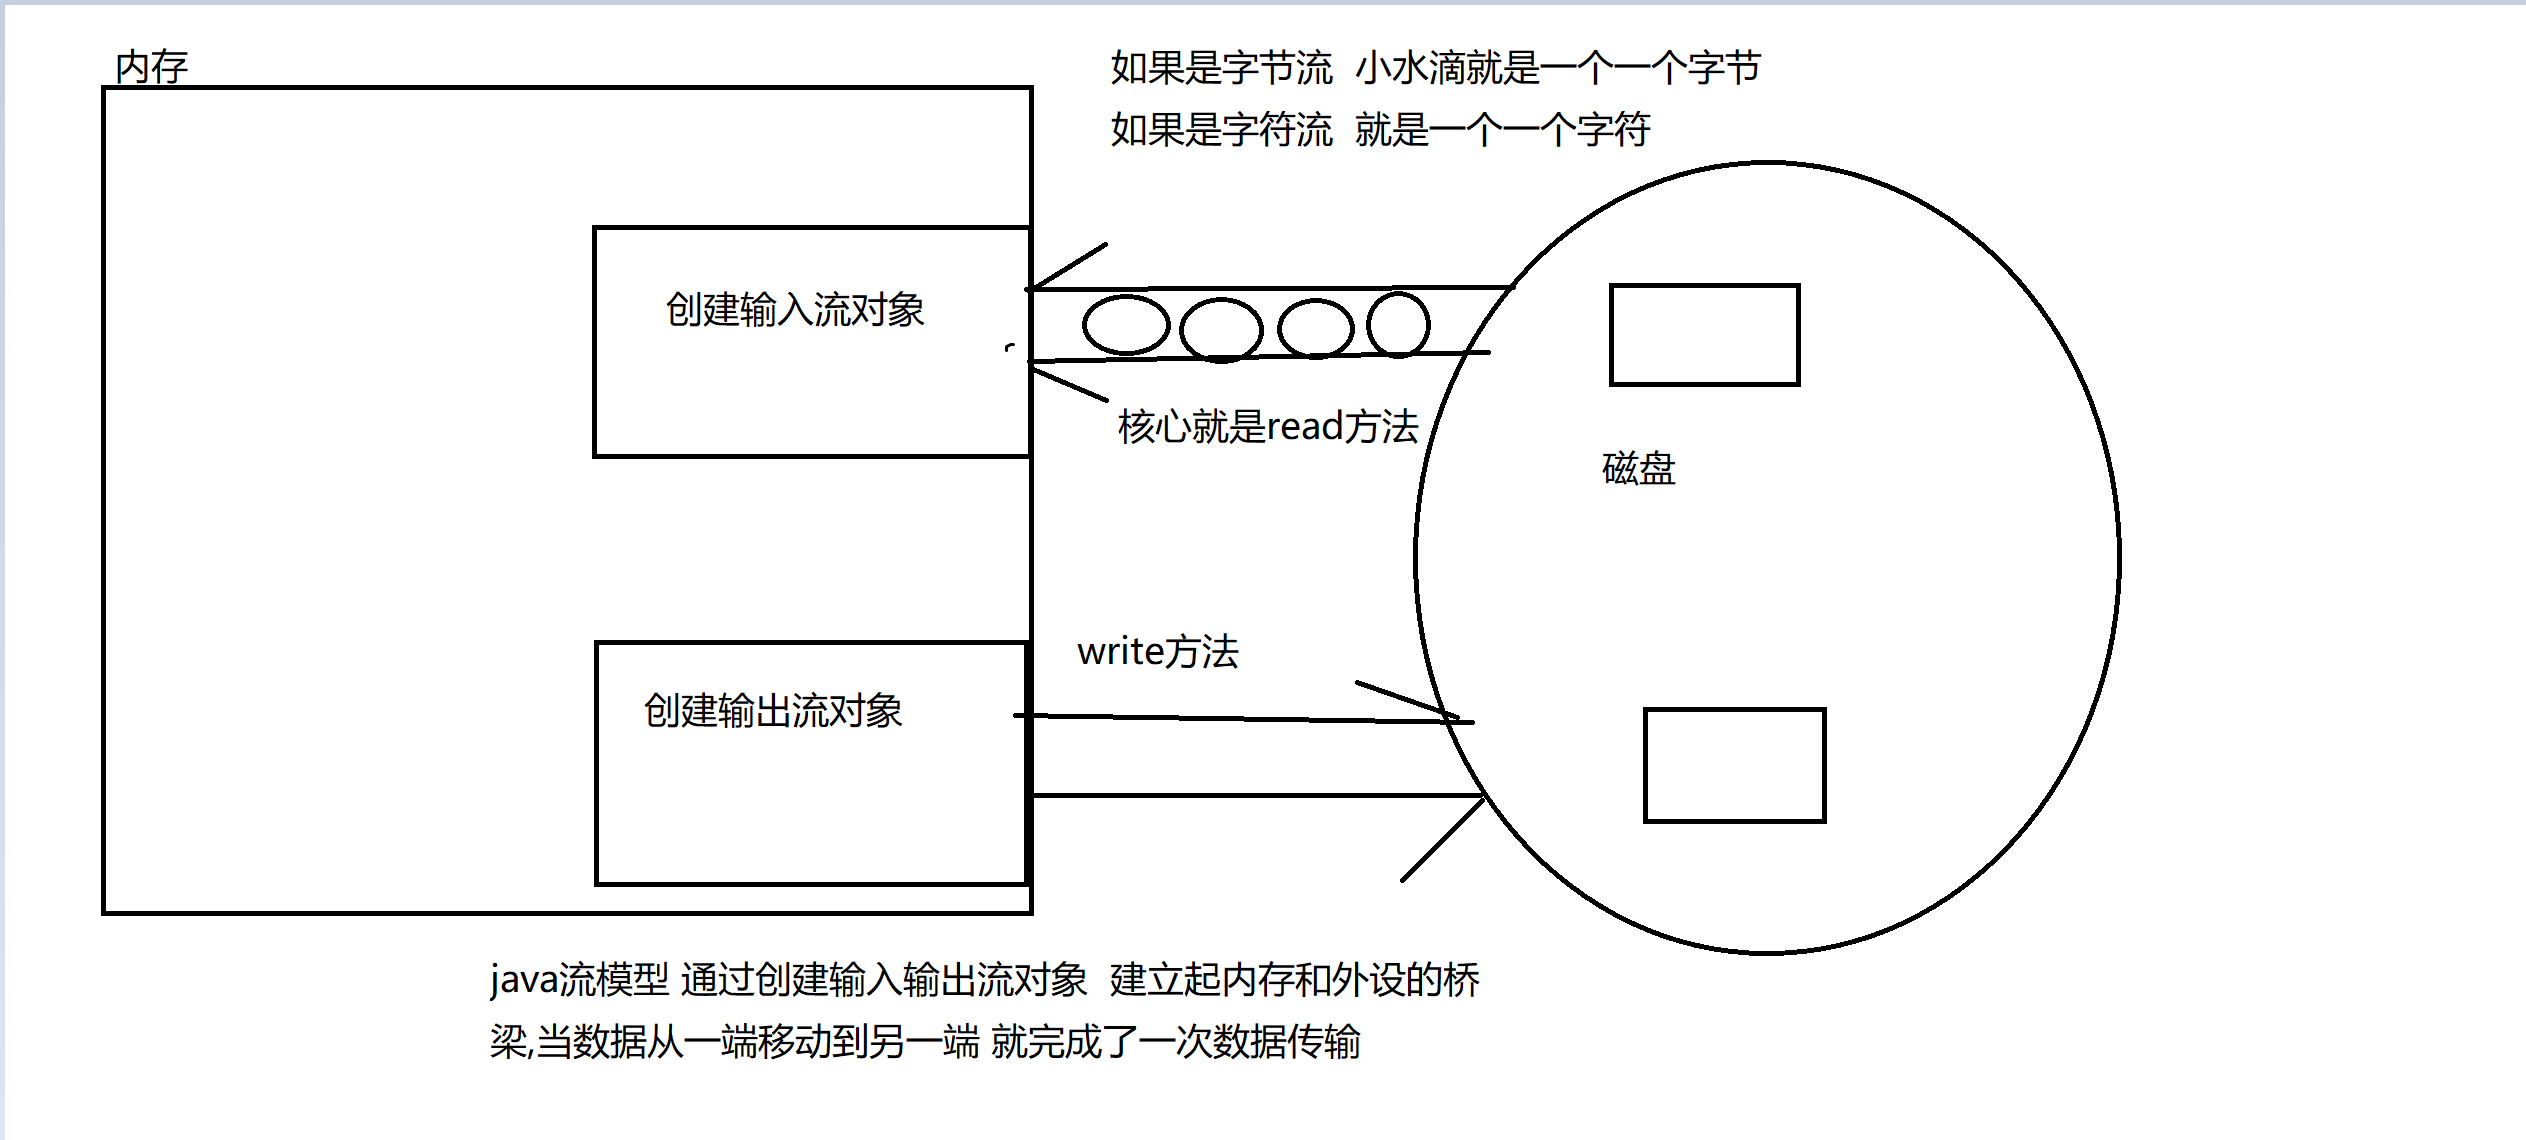 内存
如果是字节流 小水滴就是一个一个字节
如果是字符流 就是一个一个字符
创建输入流对象
核心就是read方法
磁盘
write方法
创建输出流对象
java流模型 通过创建输入输出流对象 建立起内存和外设的桥
梁,当数据从一端移动到另一端 就完成了一次数据传输